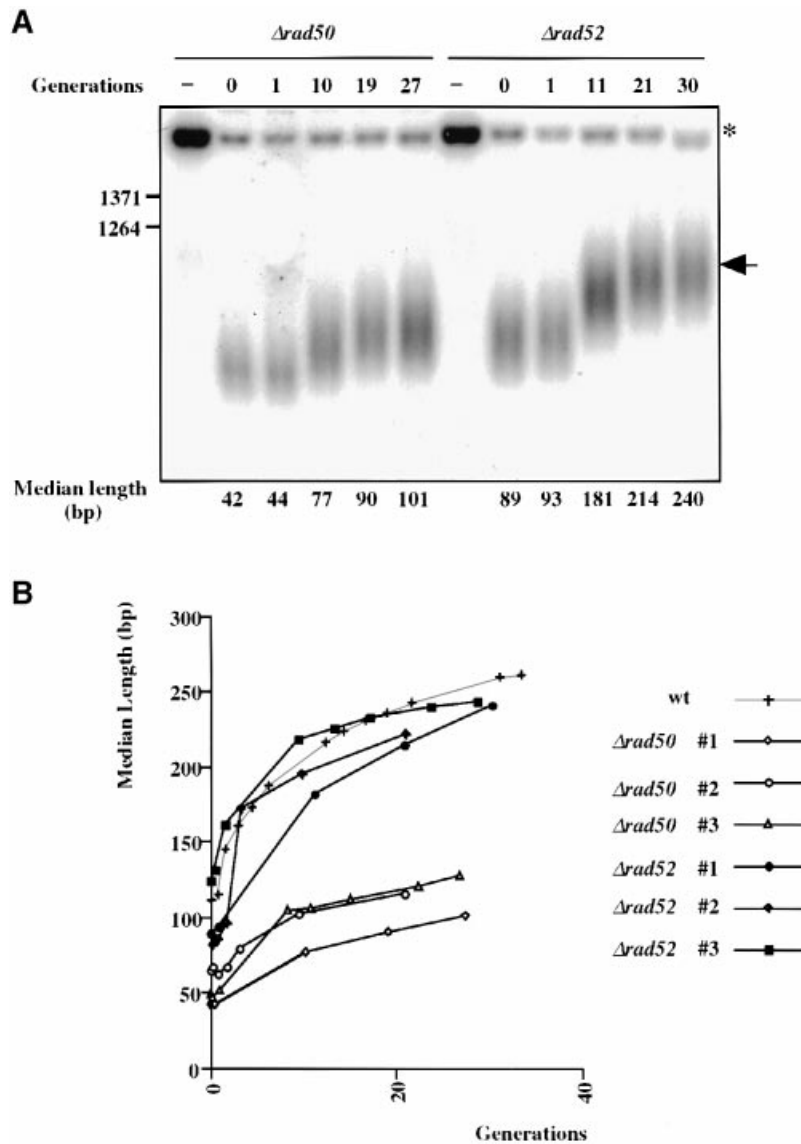 A
Δrad50 Δrad52
Generations – 0 1 10 19 27 – 0 1 11 21 30
*
1371
1264
Median length (bp) 42 44 77 90 101 89 93 181 214 240
B
Median Length (bp)
300
250
200
150
100
50
0
0 20 40
Generations
wt
Δrad50 #1
Δrad50 #2
Δrad50 #3
Δrad52 #1
Δrad52 #2
Δrad52 #3